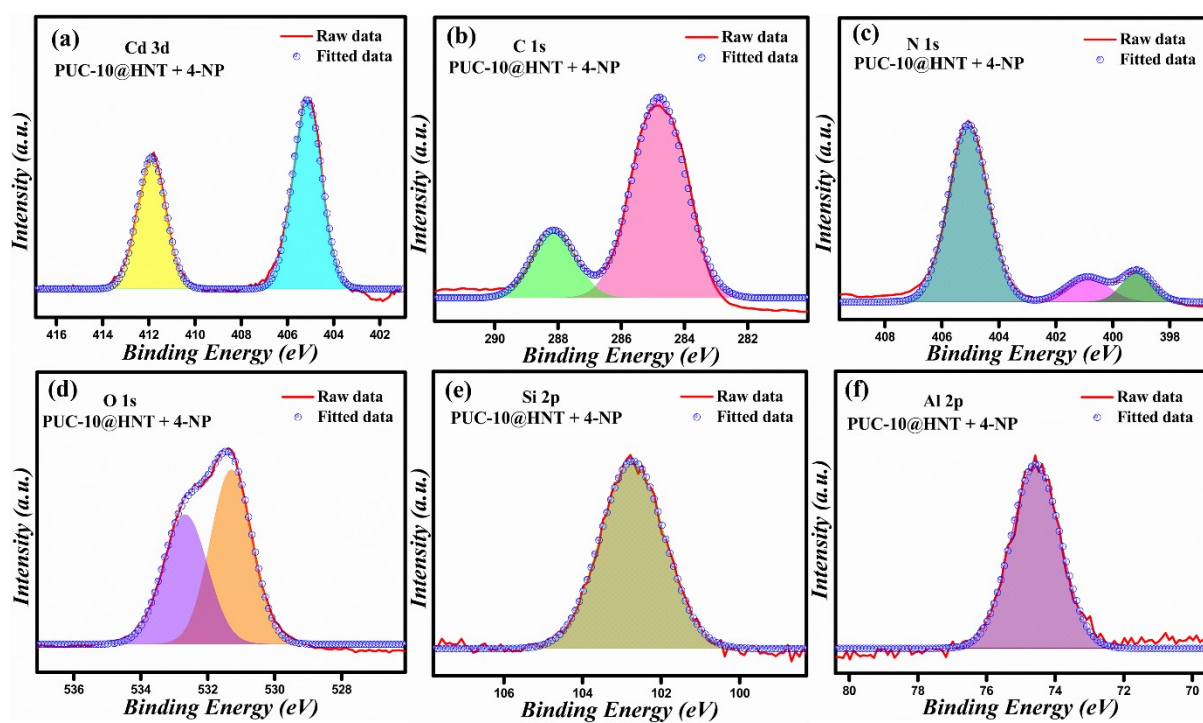 (a)
Cd 3d
PUC-10@HNT + 4-NP
Raw data
Fitted data
Intensity (a.u.)
416 414 412 410 408 406 404 402
Binding Energy (eV)
(b)
C 1s
PUC-10@HNT + 4-NP
Raw data
Fitted data
Intensity (a.u.)
290 288 286 284 282
Binding Energy (eV)
(c)
N 1s
PUC-10@HNT + 4-NP
Raw data
Fitted data
Intensity (a.u.)
408 406 404 402 400 398
Binding Energy (eV)
(d)
O 1s
PUC-10@HNT + 4-NP
Raw data
Fitted data
Intensity (a.u.)
536 534 532 530 528
Binding Energy (eV)
(e)
Si 2p
PUC-10@HNT + 4-NP
Raw data
Fitted data
Intensity (a.u.)
106 104 102 100
Binding Energy (eV)
(f)
Al 2p
PUC-10@HNT + 4-NP
Raw data
Fitted data
Intensity (a.u.)
80 78 76 74 72 70
Binding Energy (eV)